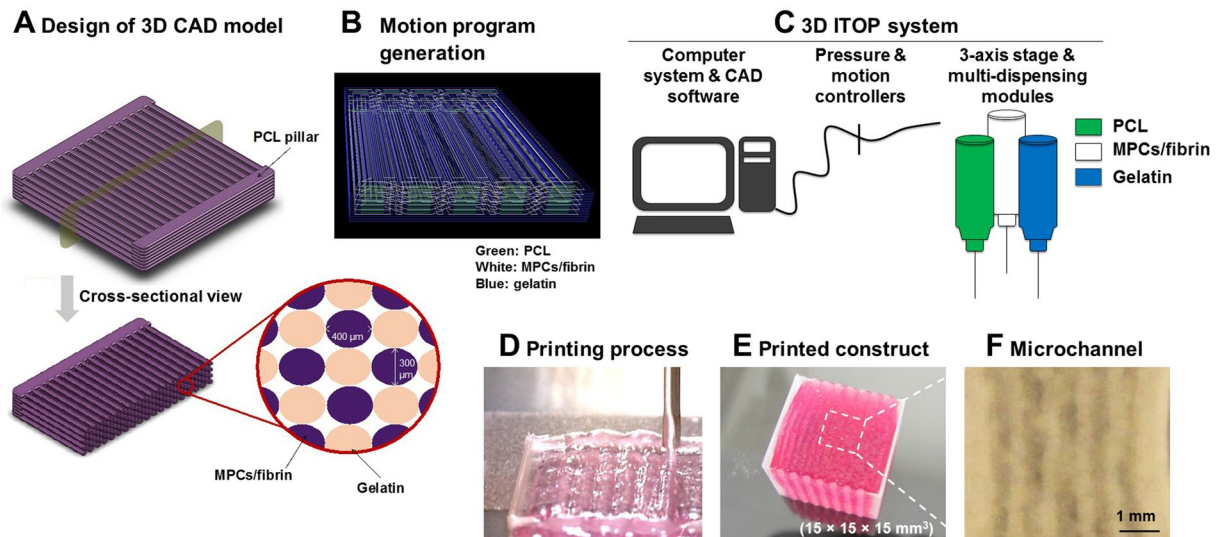 A Design of 3D CAD model
PCL pillar
Cross-sectional view
400 µm
300
µm
MPCs/fibrin
Gelatin
B Motion program
generation
Green: PCL
White: MPCs/fibrin
Blue: gelatin
C 3D ITOP system
Computer
system & CAD
software
Pressure &
motion
controllers
3-axis stage &
multi-dispensing
modules
PCL
MPCs/fibrin
Gelatin
D Printing process
E Printed construct
(15 × 15 × 15 mm³)
F Microchannel
1 mm